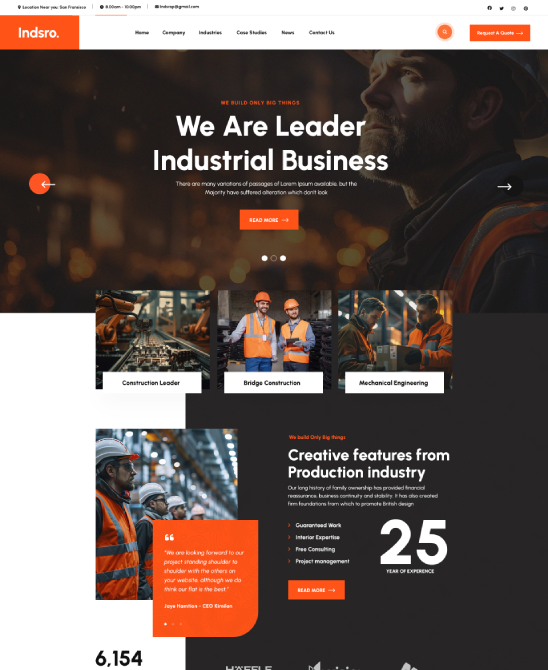 Location Near you San Fransisco
8.00am - 10.00pm
Indsrop@gmail.com
Indsro.
Home Company Industries Case Studies News Contact Us
Request A Quote
WE BUILD ONLY BIG THINGS
We Are Leader
Industrial Business
There are many variations of passages of Lorem Ipsum available, but the
Majority have suffered alteration which don't look
READ MORE
Construction Leader
Bridge Construction
Mechanical Engineering
We build Only Big things
Creative features from
Production industry
Our long history of family ownership has provided financial
reassurance, business continuity and stability. It has also created
firm foundations from which to promote British design
Guaranteed Work
Interior Expertise
Free Consulting
Project management
25
YEAR OF EXPERIENCE
READ MORE
"We are looking forward to our
project standing shoulder to
shoulder with the others on
your website, although we do
think our flat is the best."
Jaye Hamilton - CEO Kirsllen
6,154
HÄFELE